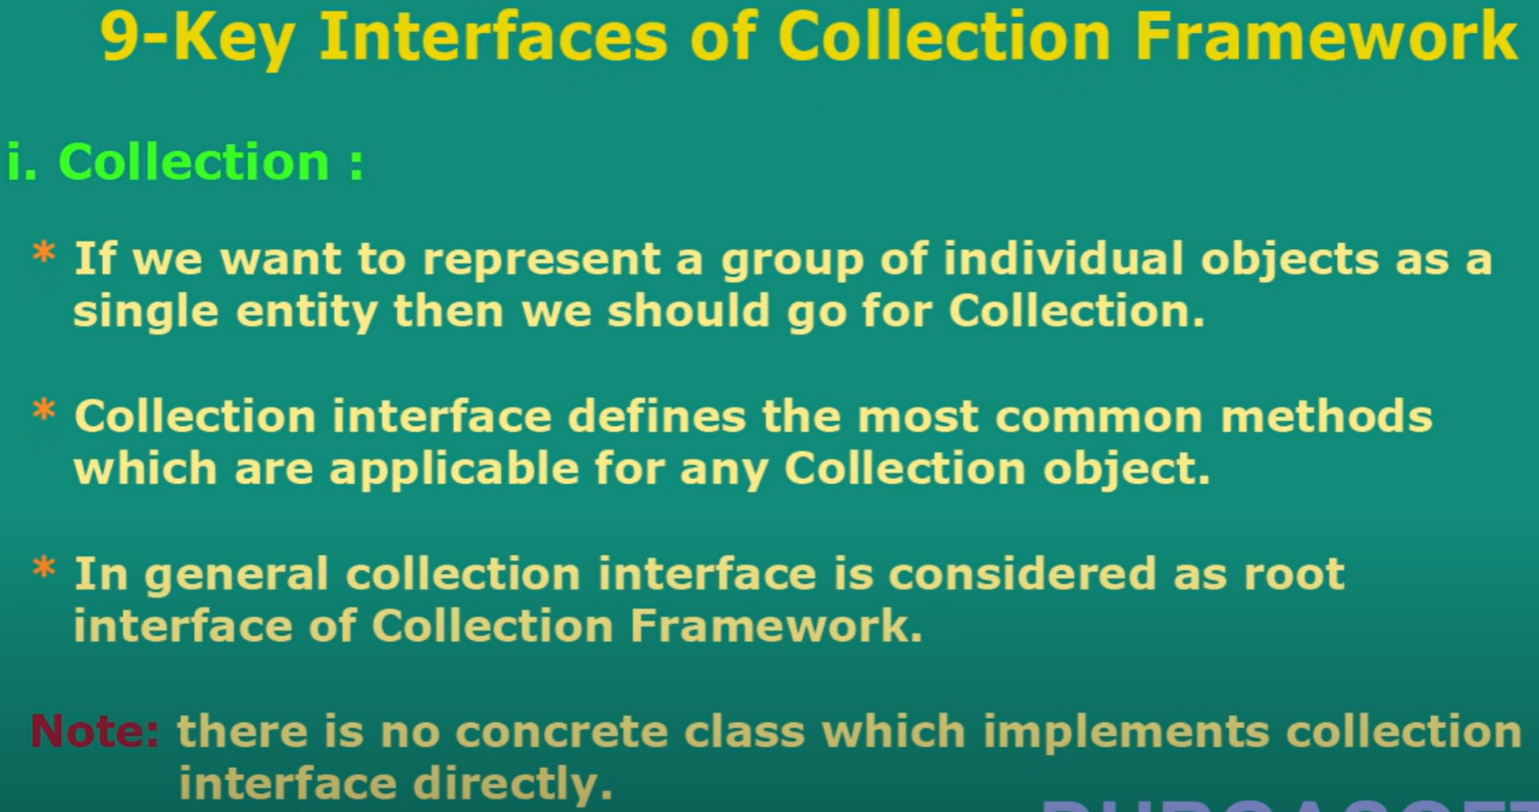 9-Key Interfaces of Collection Framework
i. Collection :
* If we want to represent a group of individual objects as a
single entity then we should go for Collection.
* Collection interface defines the most common methods
which are applicable for any Collection object.
* In general collection interface is considered as root
interface of Collection Framework.
Note: there is no concrete class which implements collection
interface directly.